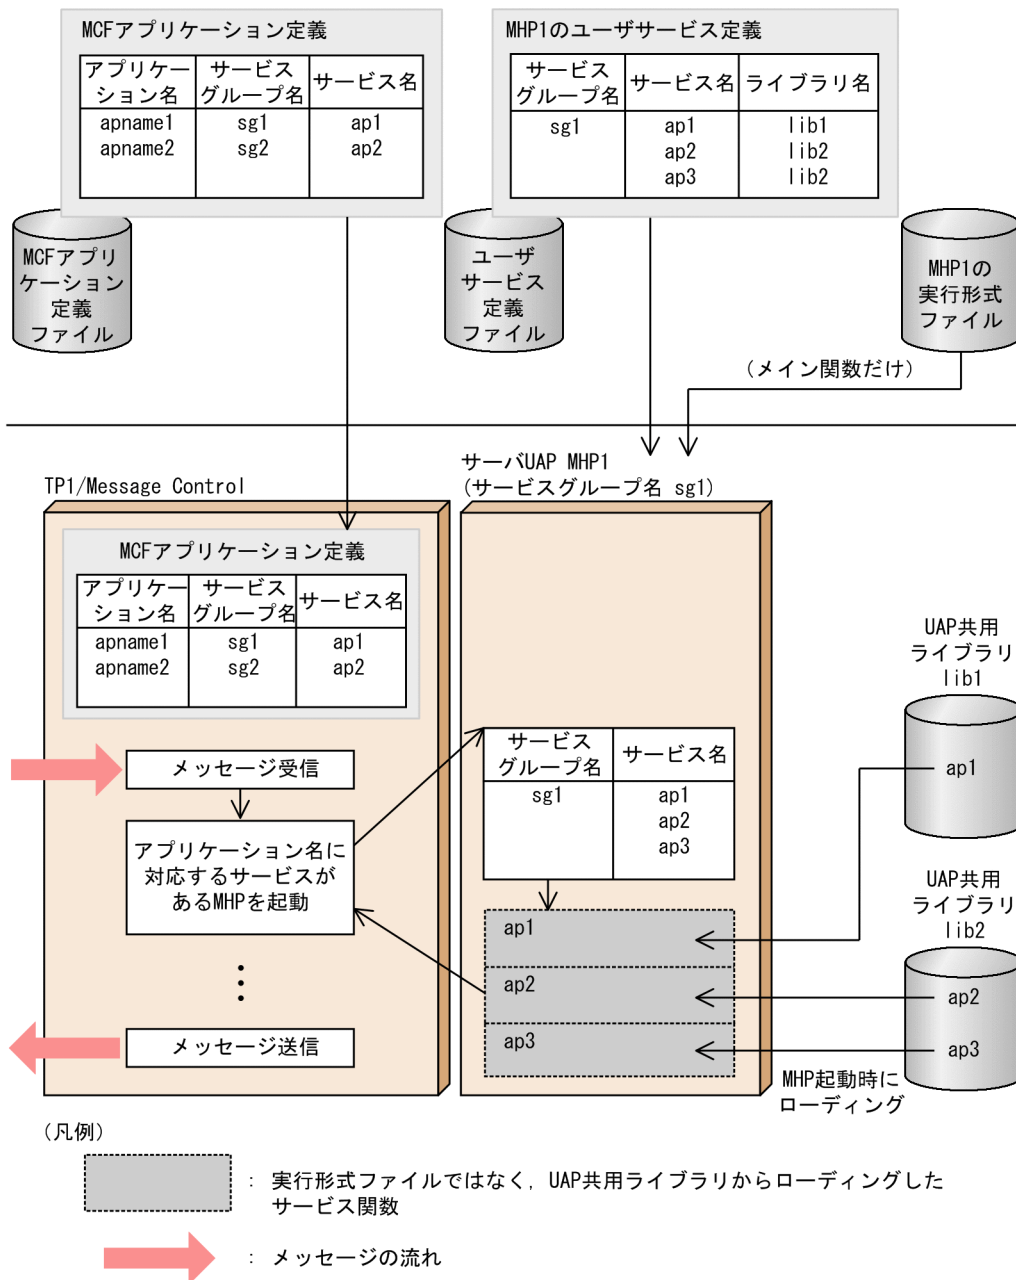 MCFアプリケーション定義
アプリケー
ション名
サービス
グループ名
サービス名
apname1 sg1 ap1
apname2 sg2 ap2
MHP1のユーザサービス定義
サービス
グループ名
サービス名
ライブラリ名
sg1 ap1 lib1
ap2 lib2
ap3 lib2
MCFアプリ
ケーション
定義
ファイル
ユーザ
サービス
定義
ファイル
MHP1の
実行形式
ファイル
(メイン関数だけ)
TP1/Message Control
サーバUAP MHP1
(サービスグループ名 sg1)
MCFアプリケーション定義
アプリケー
ション名
サービス
グループ名
サービス名
apname1 sg1 ap1
apname2 sg2 ap2
メッセージ受信
アプリケーション名に
対応するサービスが
あるMHPを起動
メッセージ送信
サービス
グループ名
サービス名
sg1 ap1
ap2
ap3
ap1
ap2
ap3
UAP共用
ライブラリ
lib1
ap1
UAP共用
ライブラリ
lib2
ap2
ap3
MHP起動時に
ローディング
(凡例)
: 実行形式ファイルではなく,UAP共用ライブラリからローディングした
サービス関数
: メッセージの流れ